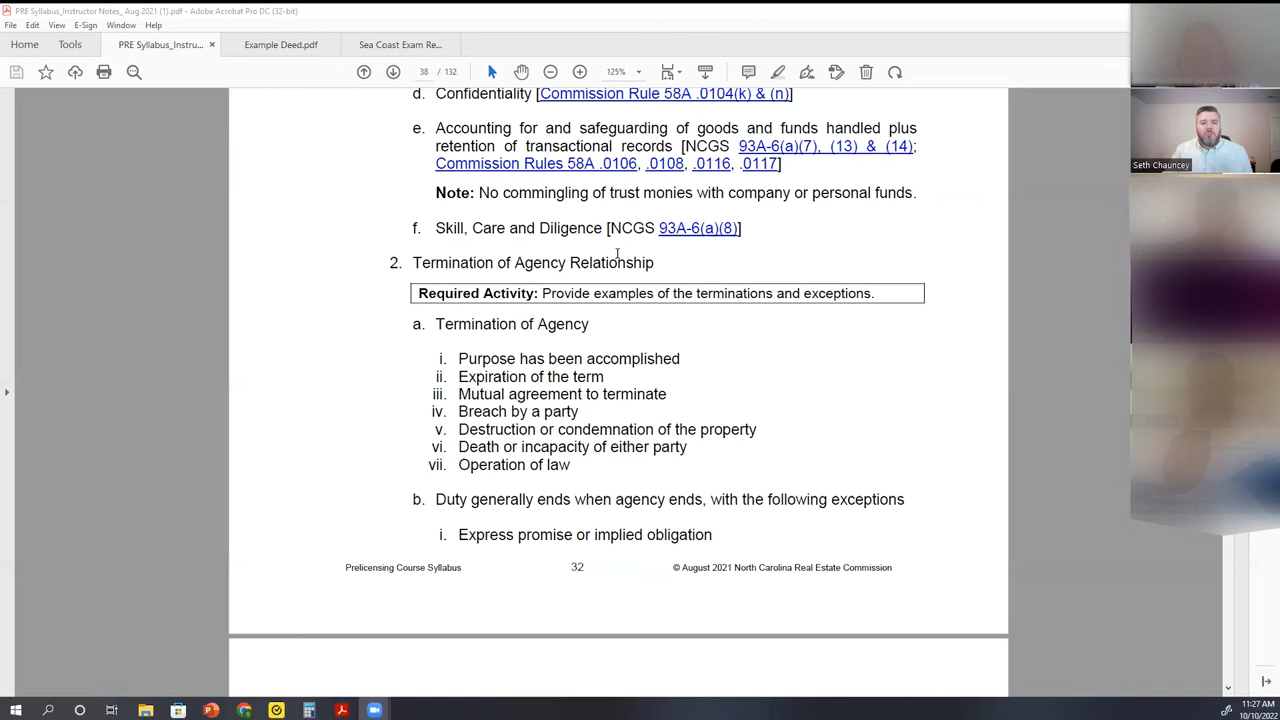 PRE Syllabus_Instructor Notes_ Aug 2021 (1).pdf - Adobe Acrobat Pro DC (32-bit)
File Edit View E-Sign Window Help
Home Tools PRE Syllabus_Instru... × Example Deed.pdf Sea Coast Exam Re...
38 / 132 125%
d. Confidentiality [Commission Rule 58A .0104(k) & (n)]
e. Accounting for and safeguarding of goods and funds handled plus
retention of transactional records [NCGS 93A-6(a)(7), (13) & (14);
Commission Rules 58A .0106, .0108, .0116, .0117]
Note: No commingling of trust monies with company or personal funds.
f. Skill, Care and Diligence [NCGS 93A-6(a)(8)]
2. Termination of Agency Relationship
Required Activity: Provide examples of the terminations and exceptions.
a. Termination of Agency
i. Purpose has been accomplished
ii. Expiration of the term
iii. Mutual agreement to terminate
iv. Breach by a party
v. Destruction or condemnation of the property
vi. Death or incapacity of either party
vii. Operation of law
b. Duty generally ends when agency ends, with the following exceptions
i. Express promise or implied obligation
Prelicensing Course Syllabus 32 © August 2021 North Carolina Real Estate Commission
Seth Chauncey
11:27 AM
10/10/2022